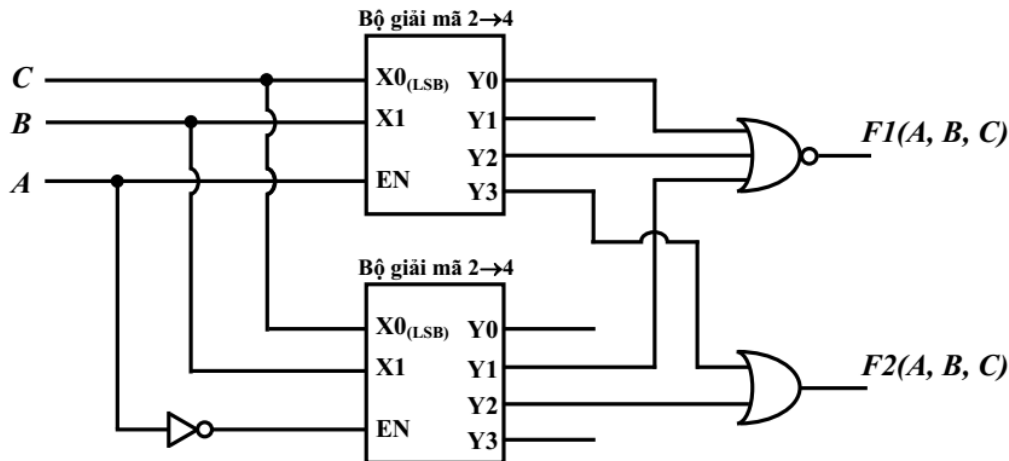 Bộ giải mã 2→4
C
X0(LSB)
Y0
B
X1
Y1
F1(A, B, C)
Y2
A
EN
Y3
Bộ giải mã 2→4
X0(LSB)
Y0
X1
Y1
F2(A, B, C)
Y2
EN
Y3